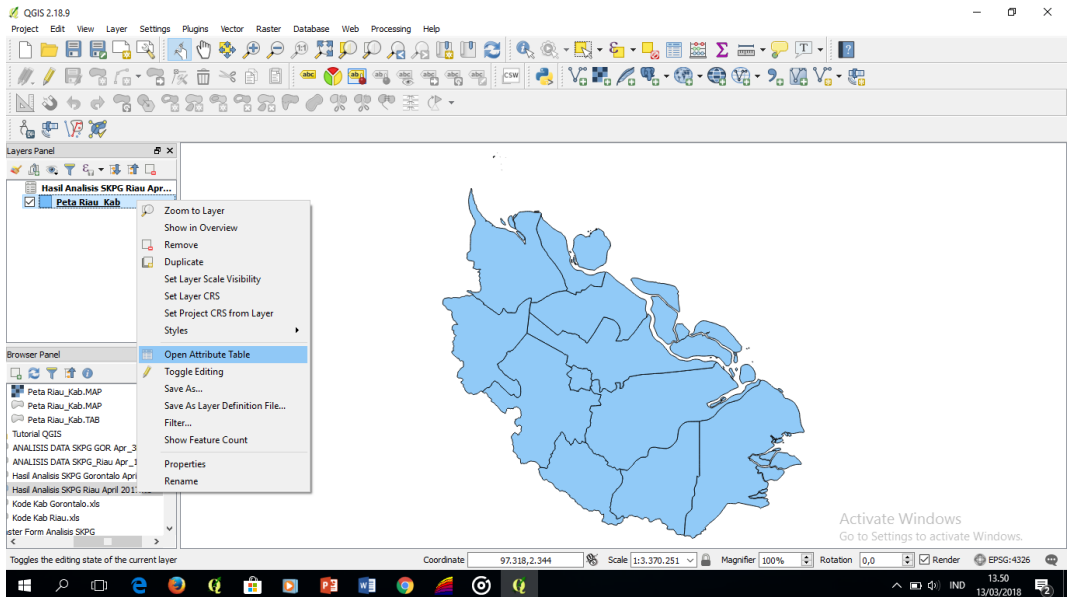 QGIS 2.18.9
Project Edit View Layer Settings Plugins Vector Raster Database Web Processing Help
Layers Panel
Hasil Analisis SKPG Riau Apr...
Peta Riau_Kab
Zoom to Layer
Show in Overview
Remove
Duplicate
Set Layer Scale Visibility
Set Layer CRS
Set Project CRS from Layer
Styles
Open Attribute Table
Toggle Editing
Save As...
Save As Layer Definition File...
Filter...
Show Feature Count
Properties
Rename
Browser Panel
Peta Riau_Kab.MAP
Peta Riau_Kab.MAP
Peta Riau_Kab.TAB
Tutorial QGIS
ANALISIS DATA SKPG GOR Apr_3
ANALISIS DATA SKPG_Riau Apr_1
Hasil Analisis SKPG Gorontalo Apri
Hasil Analisis SKPG Riau April 201
Kode Kab Gorontalo.xls
Kode Kab Riau.xls
ster Form Analisis SKPG
Activate Windows
Go to Settings to activate Windows.
Toggles the editing state of the current layer Coordinate 97.318,2.344 Scale 1:3.370.251 Magnifier 100% Rotation 0,0 Render EPSG:4326
IND 13.50
13/03/2018